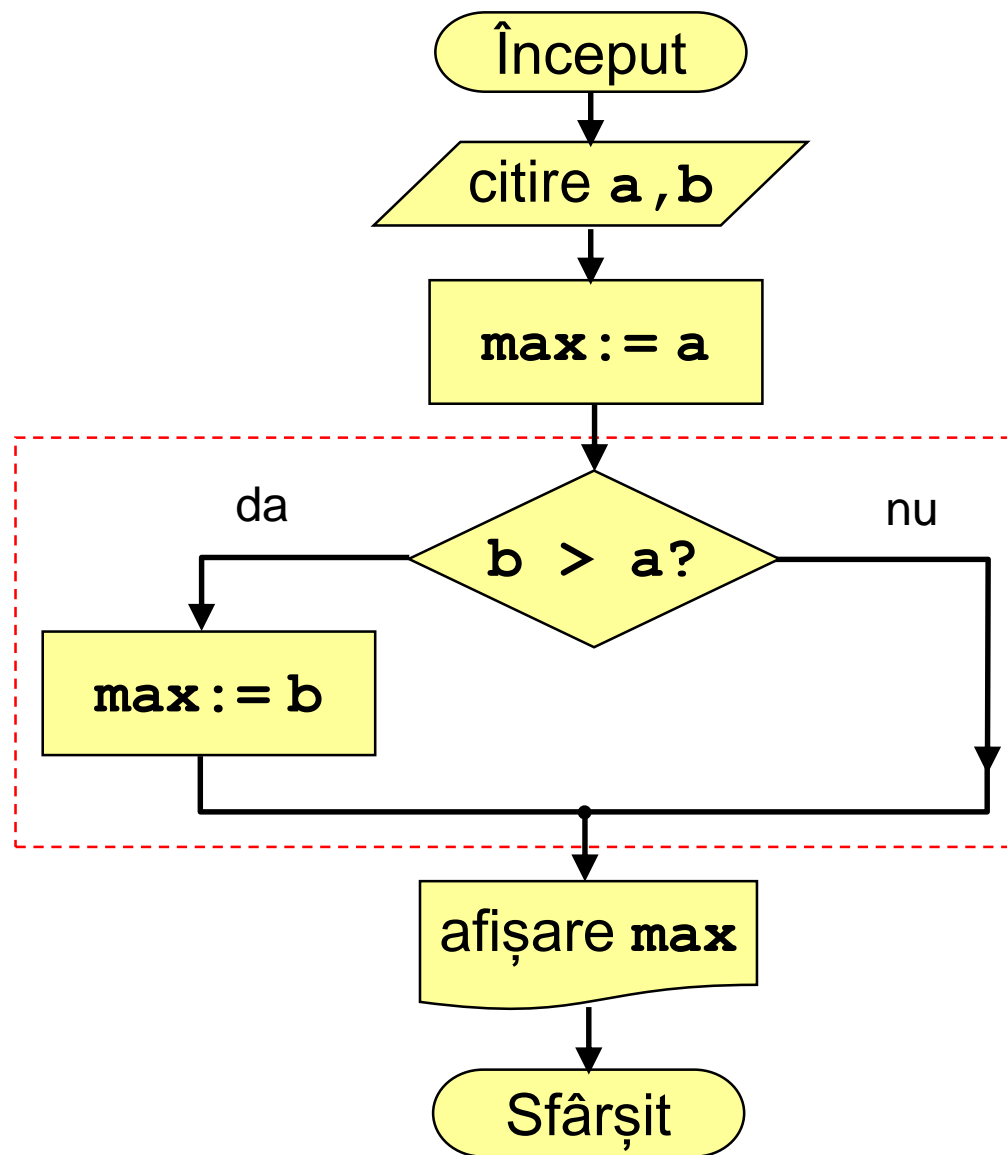 Început
citire a,b
max:= a
da
nu
b > a?
max:= b
afișare max
Sfârșit